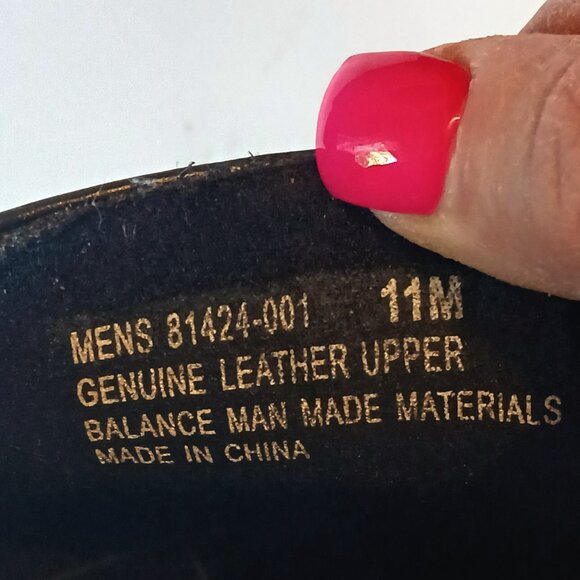 MENS 81424-001 11M
GENUINE LEATHER UPPER
BALANCE MAN MADE MATERIALS
MADE IN CHINA